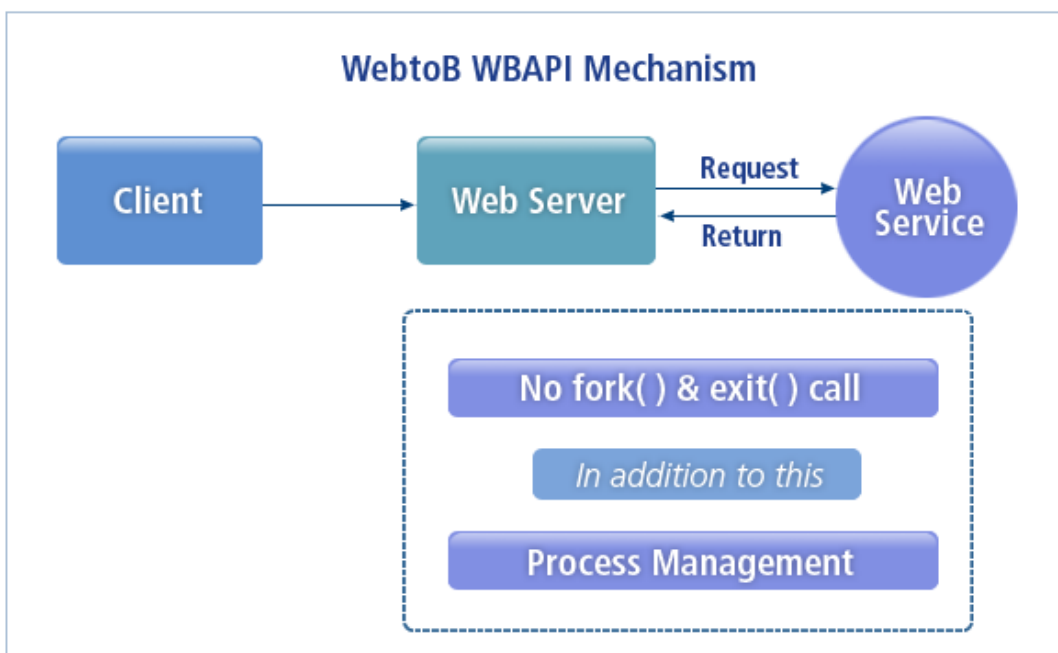 WebtoB WBAPI Mechanism
Client
Web Server
Request
Return
Web
Service
No fork( ) & exit( ) call
In addition to this
Process Management